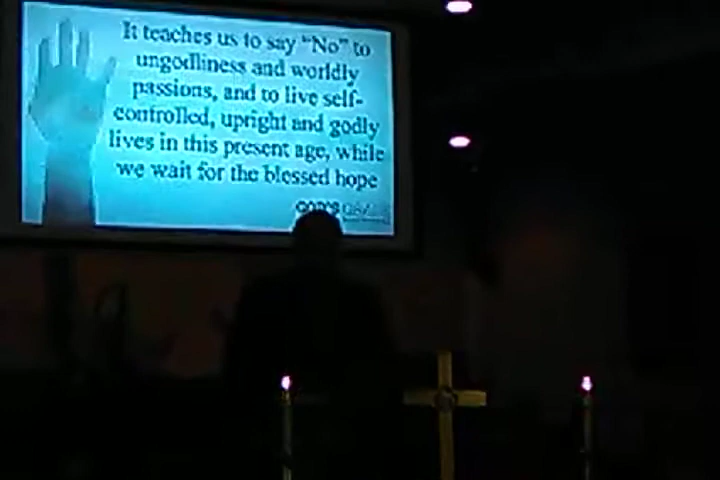 It teaches us to say "No" to
ungodliness and worldly
passions, and to live self-
controlled, upright and godly
lives in this present age, while
we wait for the blessed hope
GOD'S